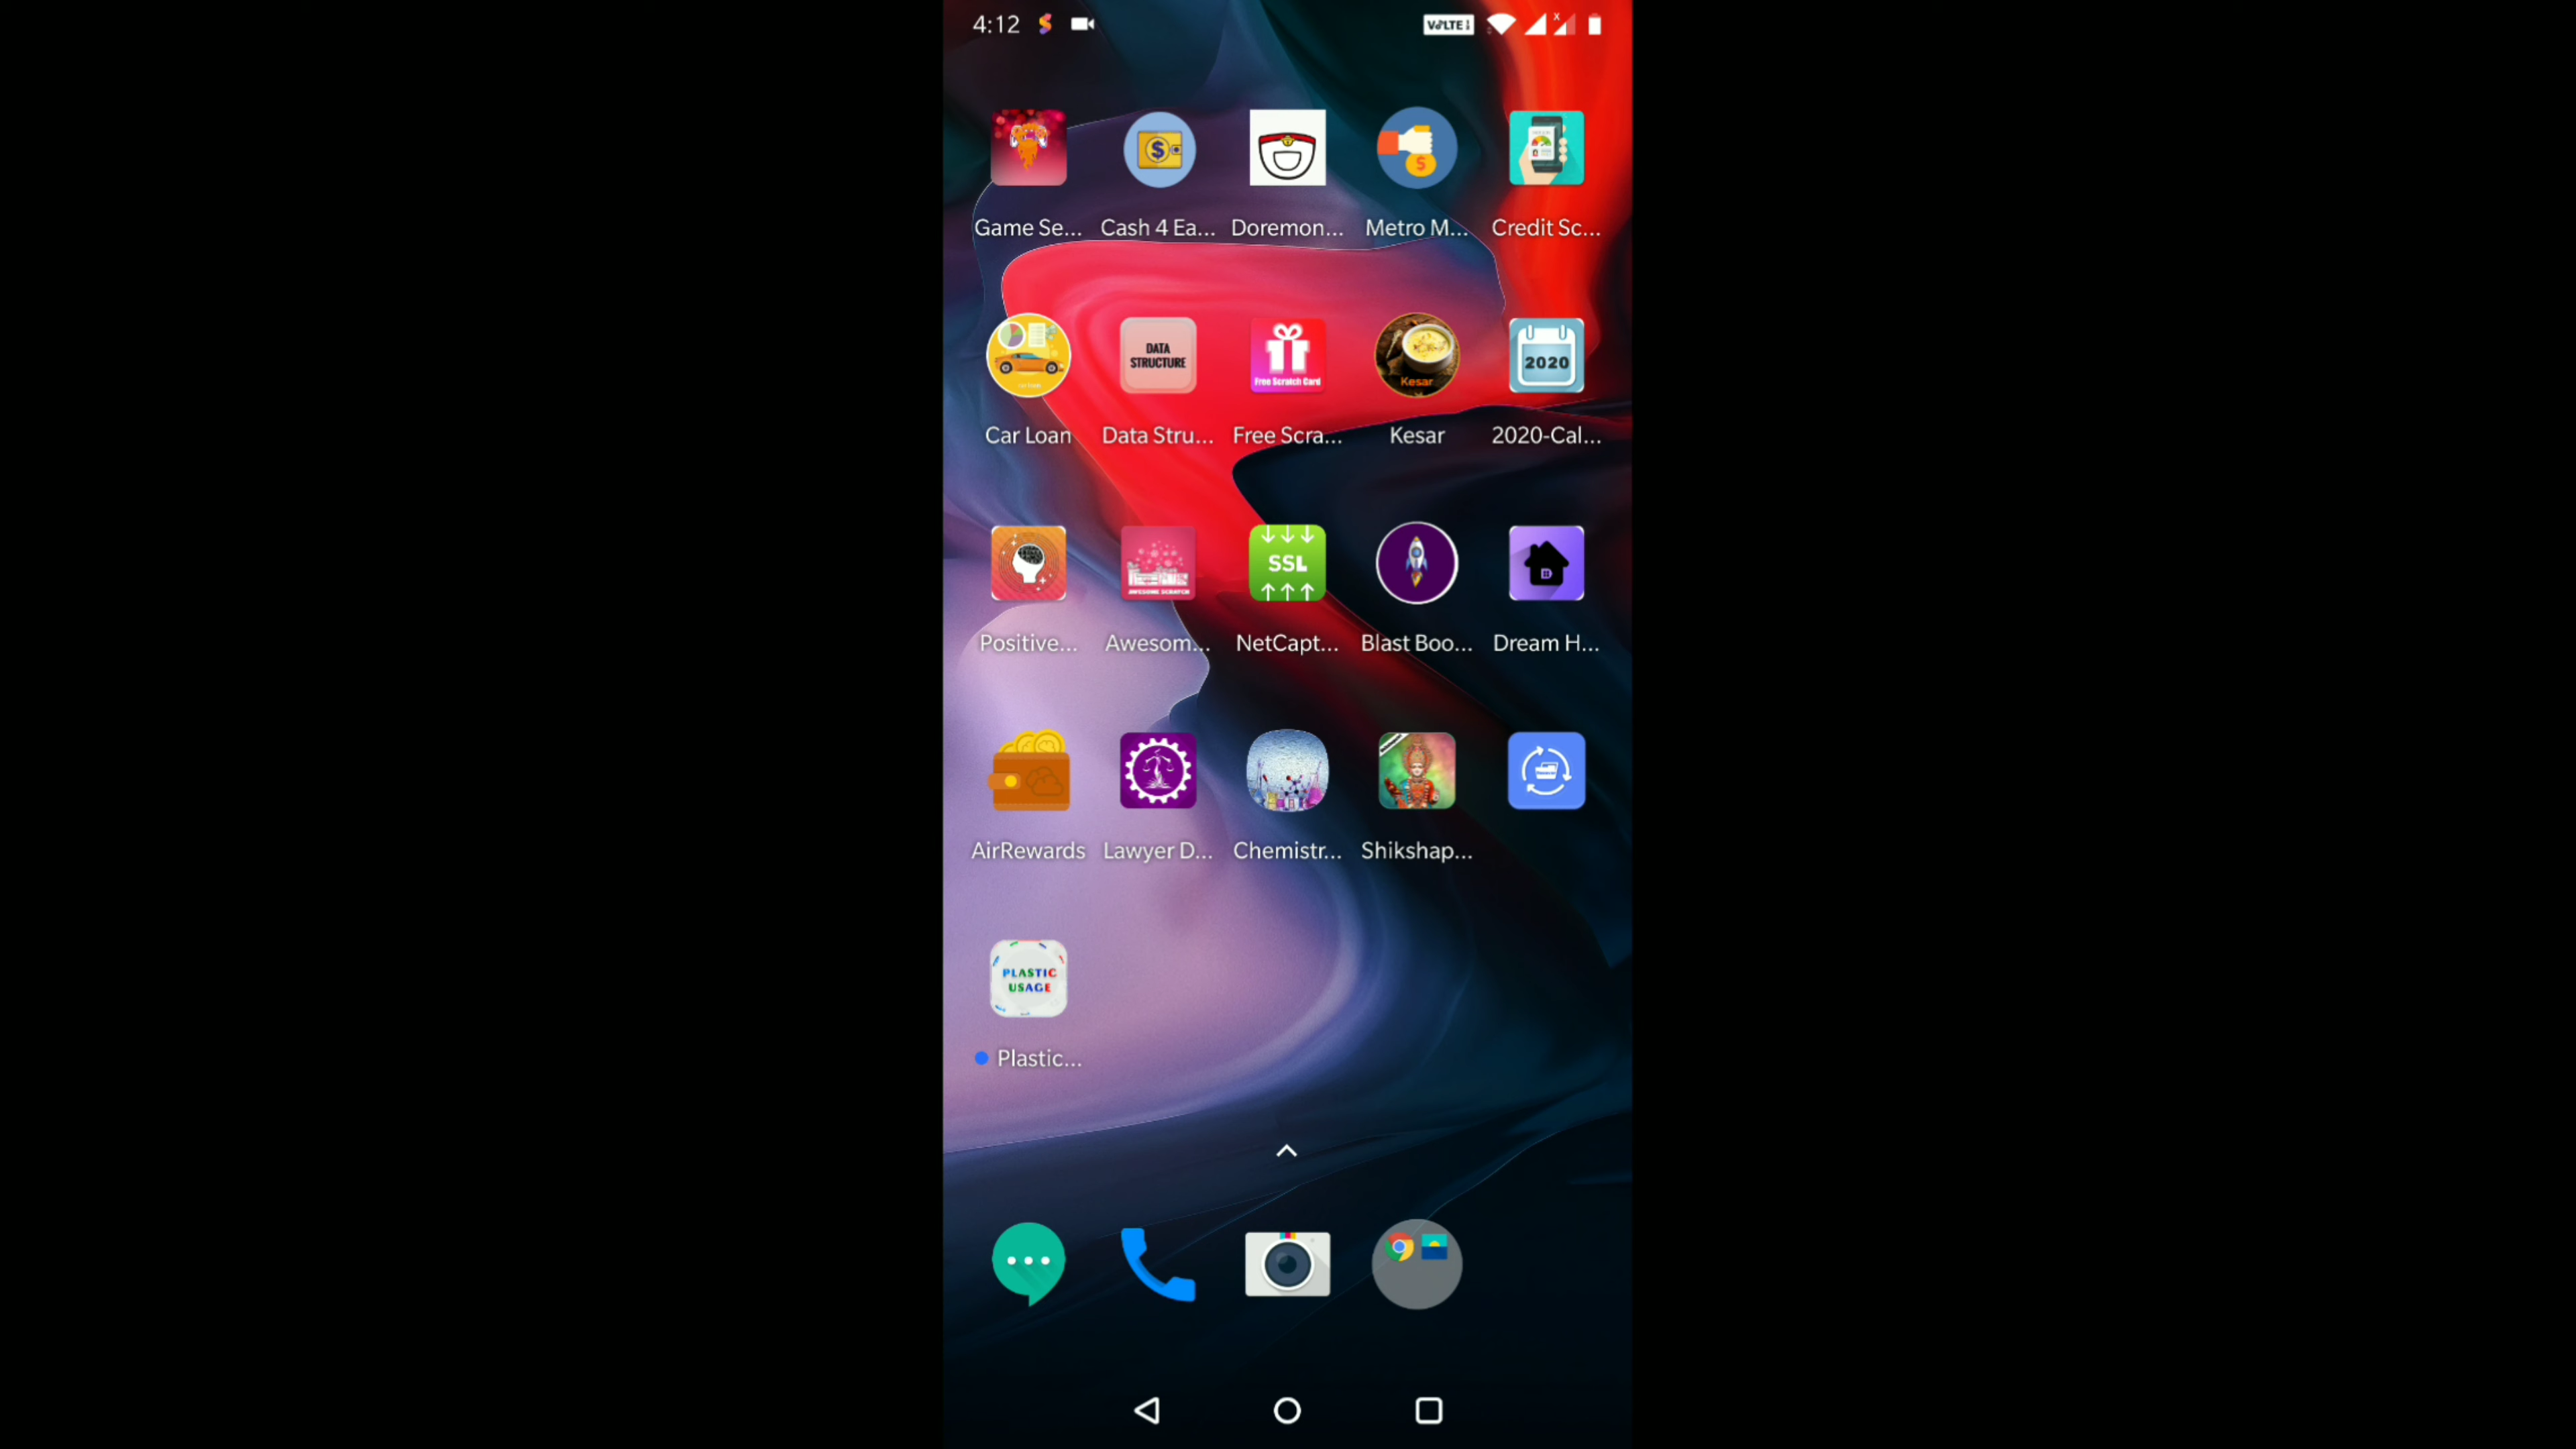 4:12
VoLTE
Game Se...
Cash 4 Ea...
Doremon...
Metro M...
Credit Sc...
DATA
STRUCTURE
Free Scratch Card
Kesar
2020
Car Loan
Data Stru...
Free Scra...
Kesar
2020-Cal...
AWESOME SCRATCH
SSL
D
Positive...
Awesom...
NetCapt...
Blast Boo...
Dream H...
AirRewards
Lawyer D...
Chemistr...
Shikshap...
PLASTIC
USAGE
Plastic...